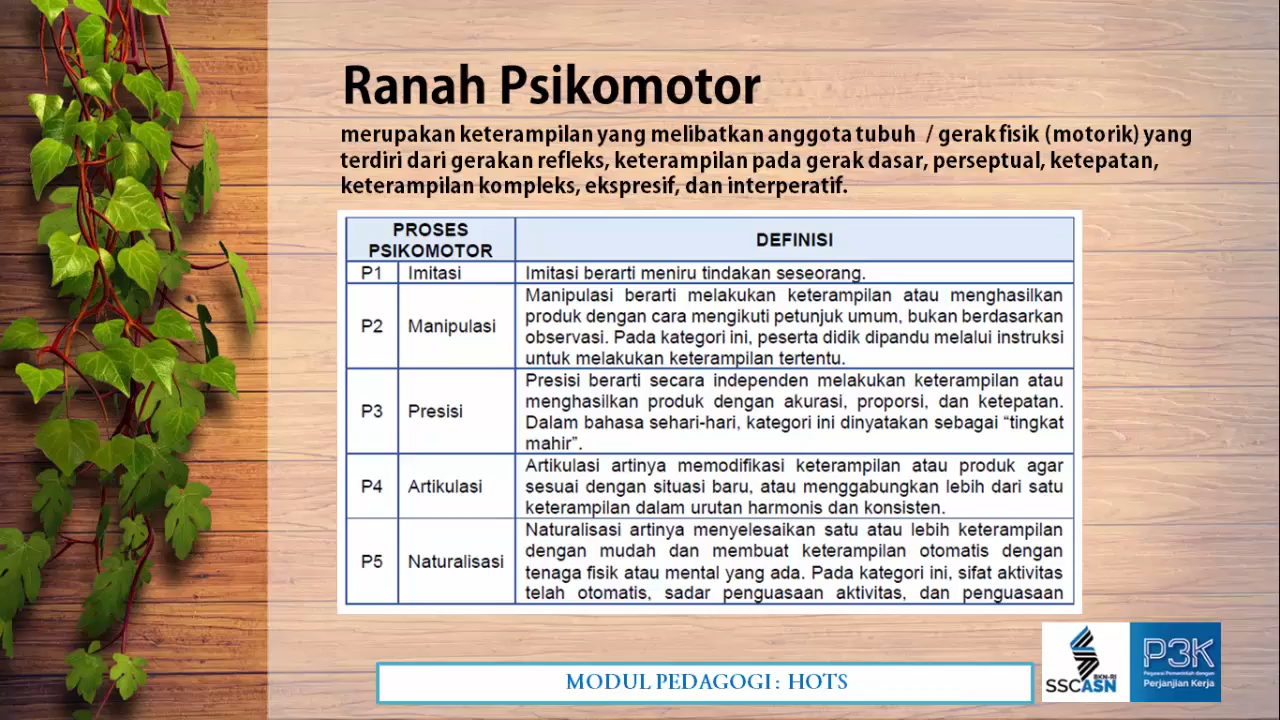 Ranah Psikomotor
merupakan keterampilan yang melibatkan anggota tubuh / gerak fisik (motorik) yang
terdiri dari gerakan refleks, keterampilan pada gerak dasar, perseptual, ketepatan,
keterampilan kompleks, ekspresif, dan interperatif.
PROSES
PSIKOMOTOR
DEFINISI
P1 Imitasi Imitasi berarti meniru tindakan seseorang.
P2 Manipulasi
Manipulasi berarti melakukan keterampilan atau menghasilkan
produk dengan cara mengikuti petunjuk umum, bukan berdasarkan
observasi. Pada kategori ini, peserta didik dipandu melalui instruksi
untuk melakukan keterampilan tertentu.
P3 Presisi
Presisi berarti secara independen melakukan keterampilan atau
menghasilkan produk dengan akurasi, proporsi, dan ketepatan.
Dalam bahasa sehari-hari, kategori ini dinyatakan sebagai “tingkat
mahir”.
P4 Artikulasi
Artikulasi artinya memodifikasi keterampilan atau produk agar
sesuai dengan situasi baru, atau menggabungkan lebih dari satu
keterampilan dalam urutan harmonis dan konsisten.
P5 Naturalisasi
Naturalisasi artinya menyelesaikan satu atau lebih keterampilan
dengan mudah dan membuat keterampilan otomatis dengan
tenaga fisik atau mental yang ada. Pada kategori ini, sifat aktivitas
telah otomatis, sadar penguasaan aktivitas, dan penguasaan
MODUL PEDAGOGI : HOTS
BKN-RI
SSCASN
P3K
Pegawai Pemerintah dengan
Perjanjian Kerja